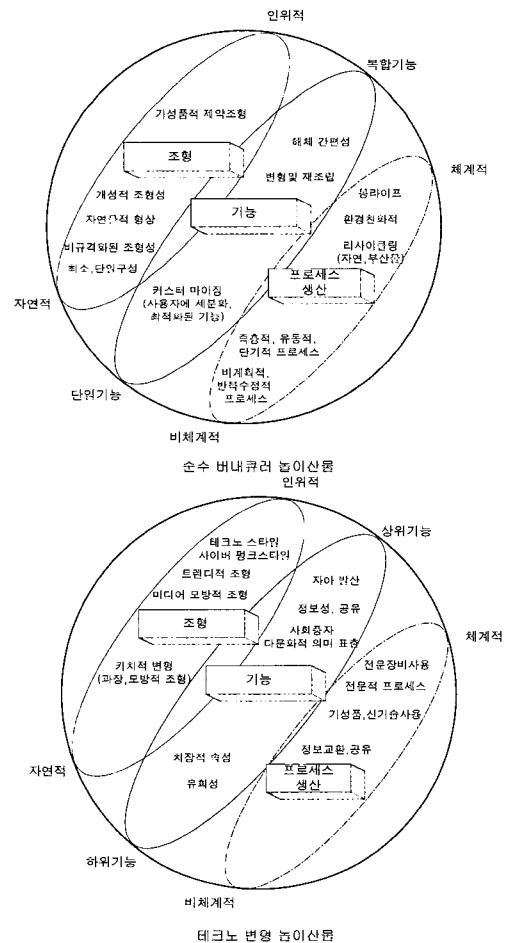 인위적
복합기능
기성품적 제약조형
해체 간편성
조형
체계적
변형및 재조립
롱라이프
개성적 조형성
기능
환경친화적
자연물적 형상
리사이클링
(자연,부산물)
비규격화된 조형성
최소,단위구성
프로세스
생산
커스터 마이징
(사용자에 세분화,
최적화된 기능)
자연적
즉흥적, 유동적,
단기적 프로세스
비계획적,
반복수정적
프로세스
단일기능
비체계적
순수 버내큐러 놀이산물
인위적
상위기능
테크노 스타일
사이버 펑크스타일
트렌디적 조형
자아 발산
미디어 모방적 조형
정보성, 공유
조형
체계적
다문화적 의미 표출
키치적 변형
(과장,모방적 조형)
전문장비사용
기능
전문적 프로세스
기성품,신기술사용
정보교환,공유
치장적 속성
자연적
프로세스
생산
유희성
하위기능
비체계적
테크노 변형 놀이산물